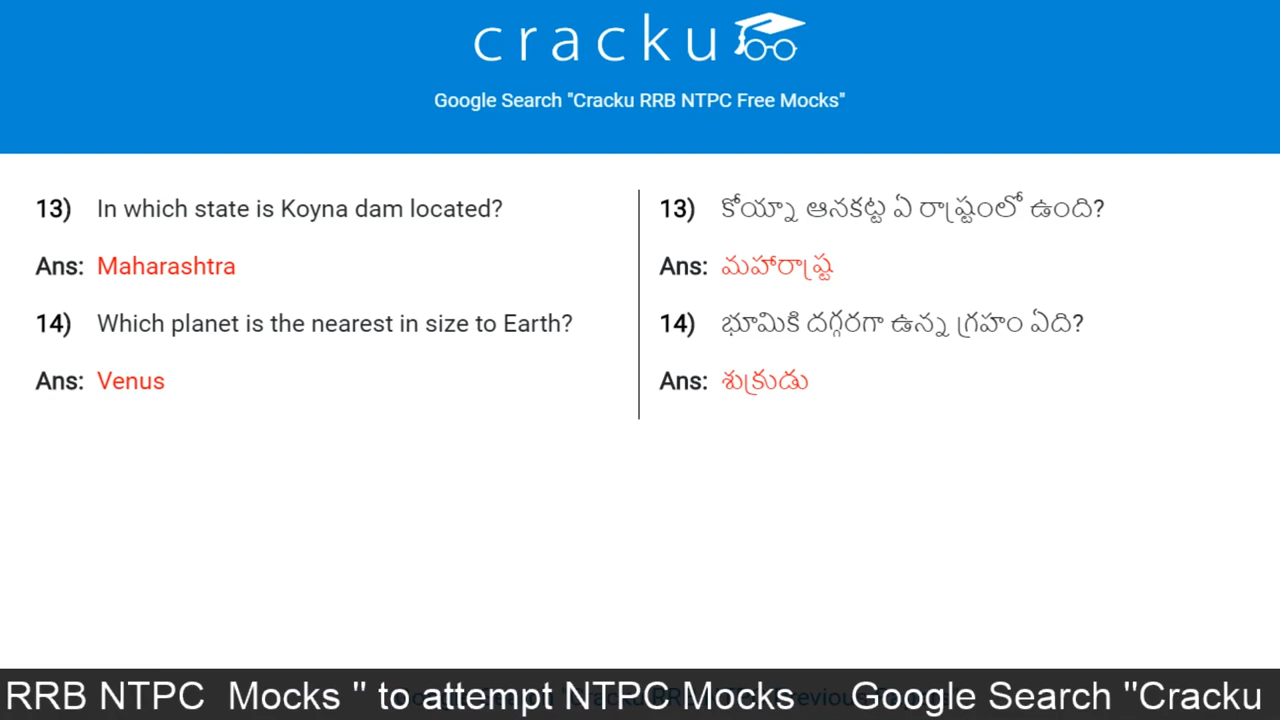 cracku
Google Search "Cracku RRB NTPC Free Mocks"
13) In which state is Koyna dam located?
Ans: Maharashtra
14) Which planet is the nearest in size to Earth?
Ans: Venus
13) కోయ్నా ఆనకట్ట ఏ రాష్ట్రంలో ఉంది?
Ans: మహారాష్ట్ర
14) భూమికి దగ్గరగా ఉన్న గ్రహం ఏది?
Ans: శుక్రుడు
RRB NTPC Mocks " to attempt NTPC Mocks Google Search "Cracku